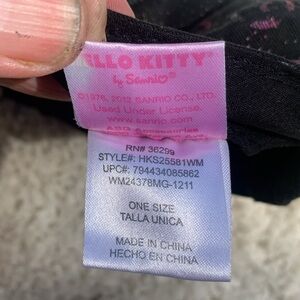 ELLO KITTY
by Sanrio®
©1976, 2012 SANRIO CO., LTD.
Used Under License.
www.sanrio.com
RN# 36299
STYLE#: HKS25581WM
UPC#: 794434085862
WM24378MG-1211
ONE SIZE
TALLA UNICA
MADE IN CHINA
HECHO EN CHINA